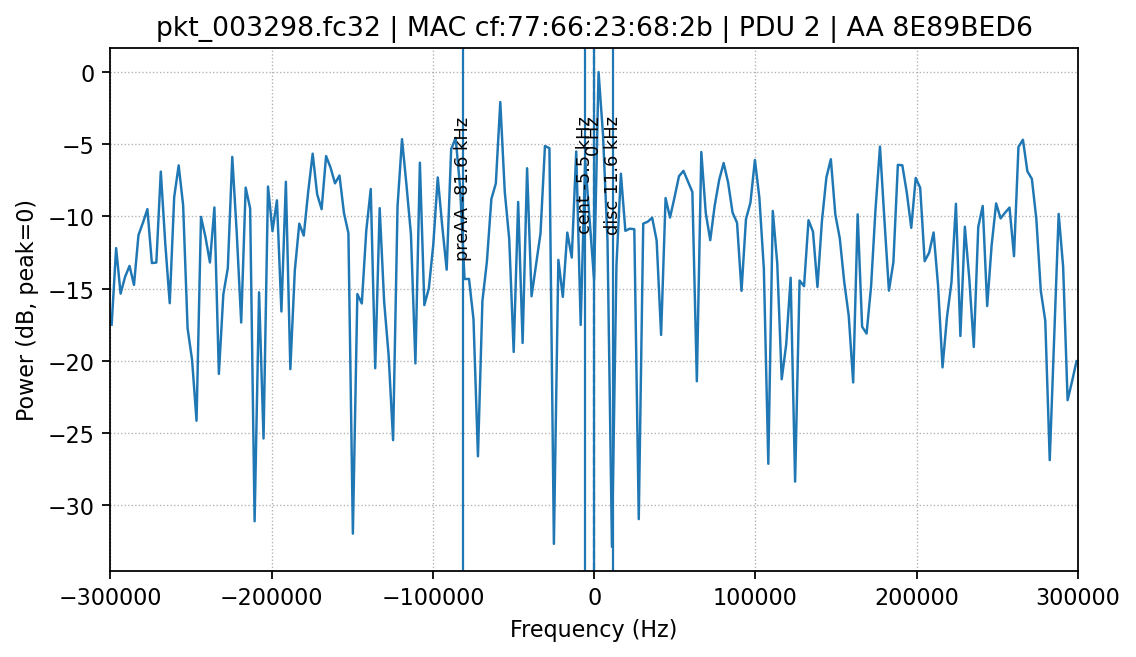 pkt_003298.fc32 | MAC cf:77:66:23:68:2b | PDU 2 | AA 8E89BED6
Power (dB, peak=0)
0
−5
−10
−15
−20
−25
−30
preAA -81.6 kHz
cent -5.5 kHz
0 Hz
disc 11.6 kHz
−300000
−200000
−100000
0
100000
200000
300000
Frequency (Hz)